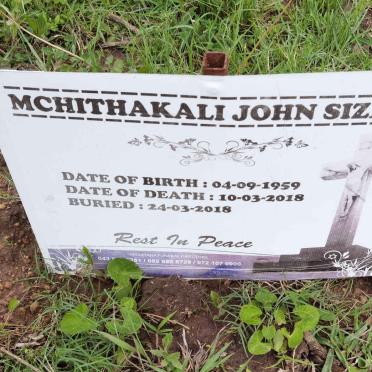 MCHITHAKALI JOHN
DATE OF BIRTH : 04-09-1959
DATE OF DEATH : 10-03-2018
BURIED : 24-03-2018
Rest In Peace